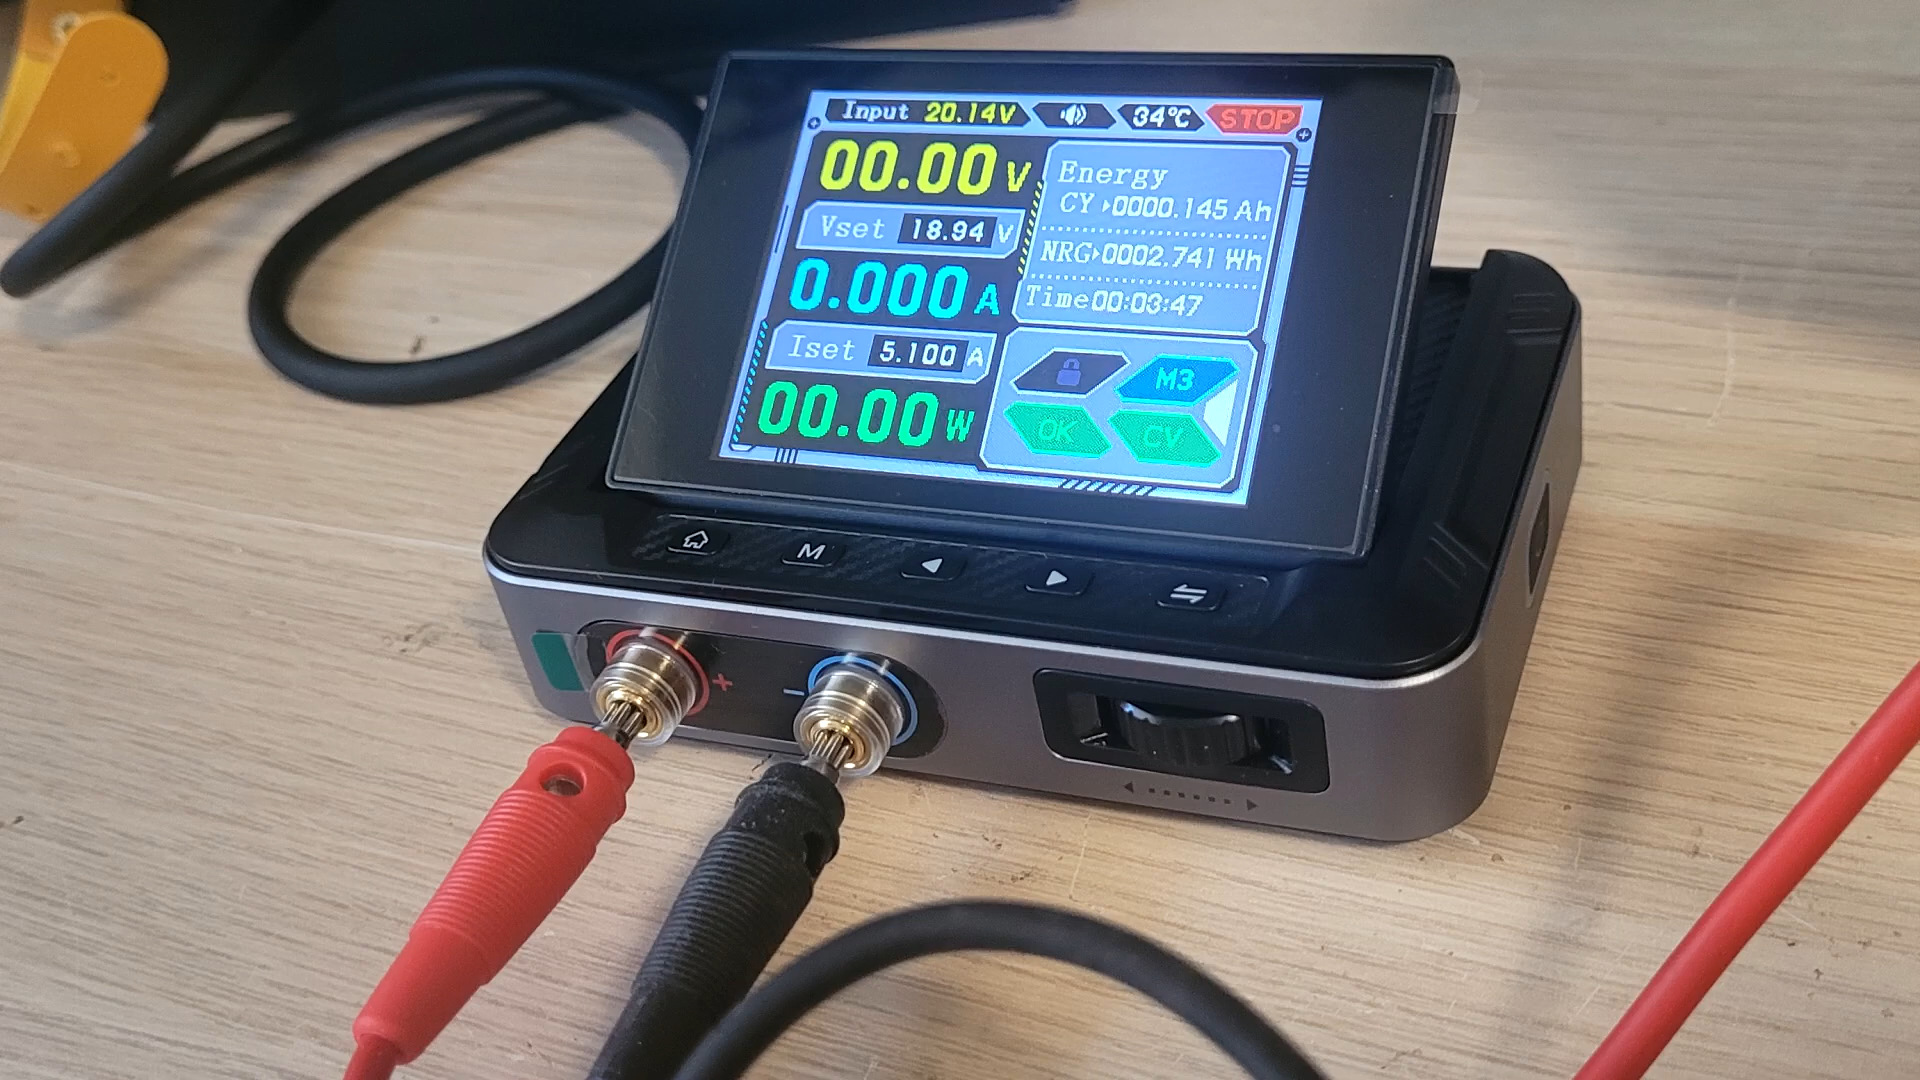 Input 20.14V 34°C STOP
00.00 V
Vset 18.94 V
0.000 A
Iset 5.100 A
00.00 W
Energy
CY 0000.145 Ah
NRG 0002.741 Wh
Time 00:03:47
M3
OK CV
M
+ −